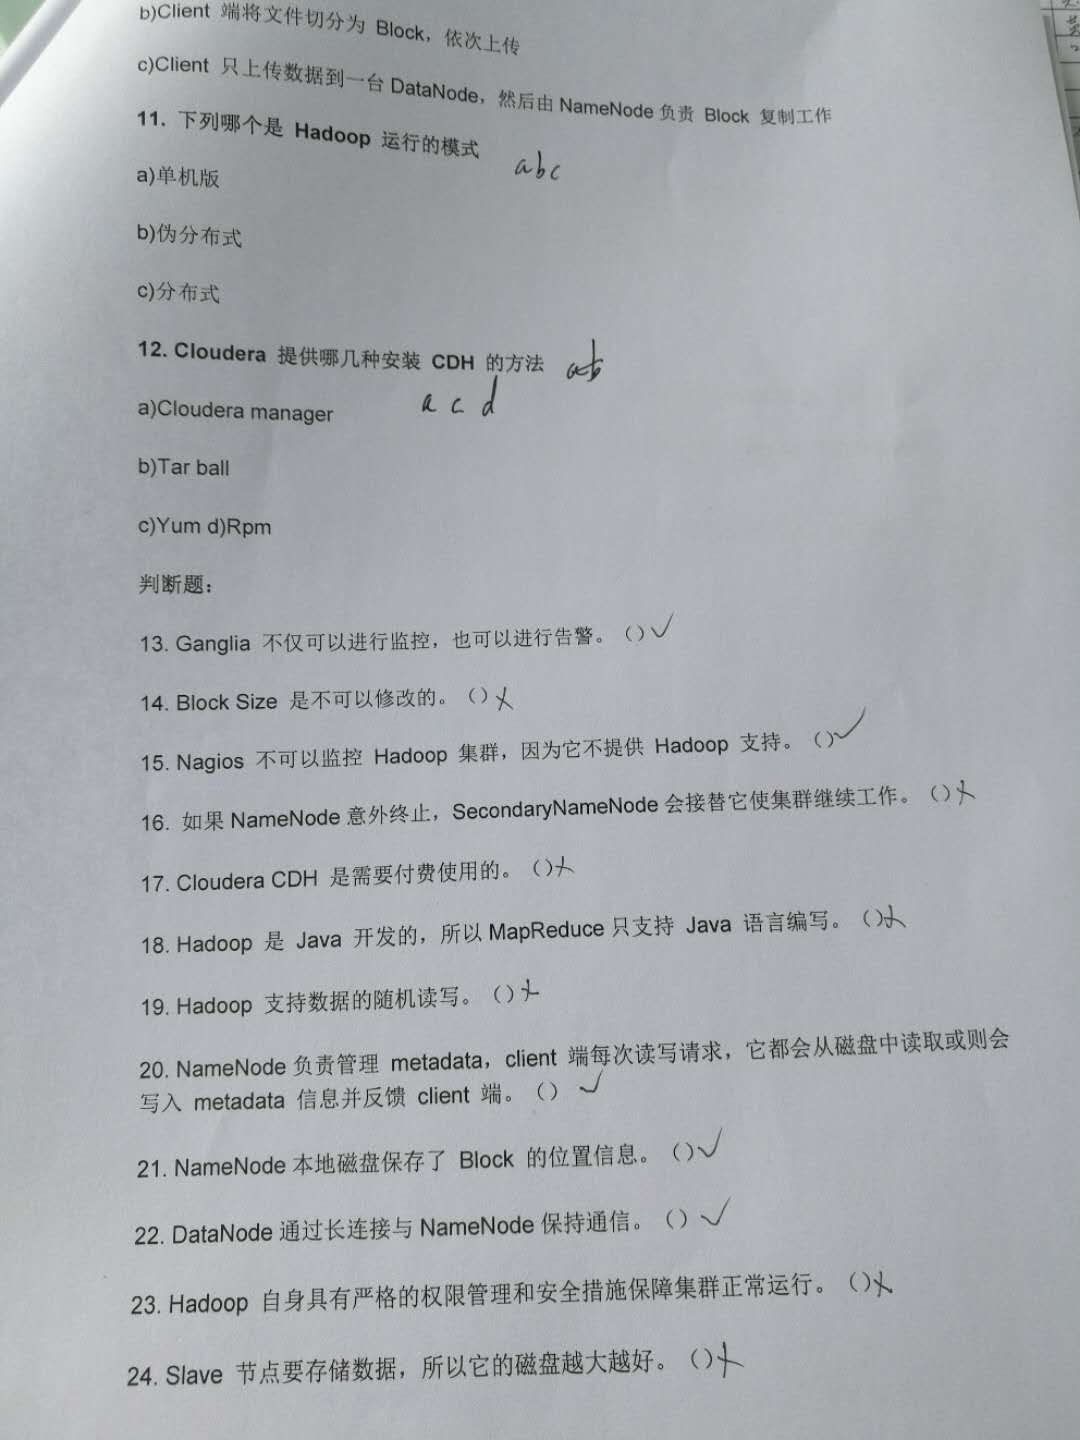 b)Client 端将文件切分为 Block，依次上传
c)Client 只上传数据到一台 DataNode，然后由 NameNode 负责 Block 复制工作
11. 下列哪个是 Hadoop 运行的模式 abc
a)单机版
b)伪分布式
c)分布式
12. Cloudera 提供哪几种安装 CDH 的方法 ab
a)Cloudera manager a c d
b)Tar ball
c)Yum d)Rpm
判断题：
13. Ganglia 不仅可以进行监控，也可以进行告警。（）✓
14. Block Size 是不可以修改的。（）×
15. Nagios 不可以监控 Hadoop 集群，因为它不提供 Hadoop 支持。（）✓
16. 如果 NameNode 意外终止，SecondaryNameNode 会接替它使集群继续工作。（）×
17. Cloudera CDH 是需要付费使用的。（）×
18. Hadoop 是 Java 开发的，所以 MapReduce 只支持 Java 语言编写。（）×
19. Hadoop 支持数据的随机读写。（）×
20. NameNode 负责管理 metadata，client 端每次读写请求，它都会从磁盘中读取或则会
写入 metadata 信息并反馈 client 端。（）✓
21. NameNode 本地磁盘保存了 Block 的位置信息。（）✓
22. DataNode 通过长连接与 NameNode 保持通信。（）✓
23. Hadoop 自身具有严格的权限管理和安全措施保障集群正常运行。（）×
24. Slave 节点要存储数据，所以它的磁盘越大越好。（）×